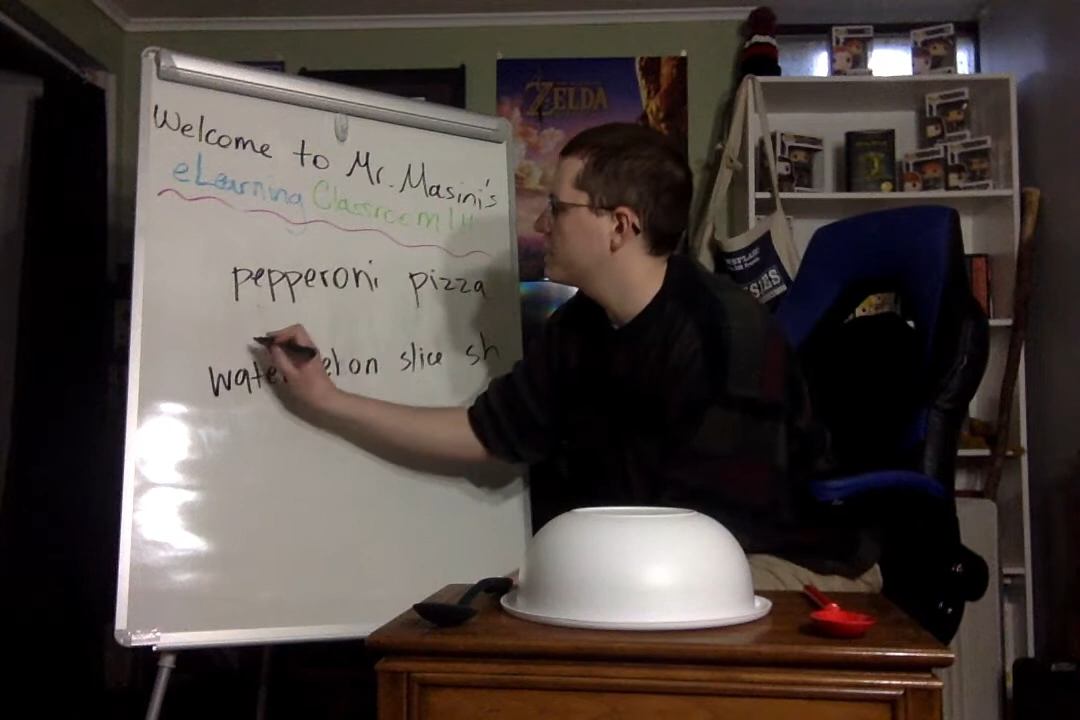 Welcome to Mr. Masini's
eLearning Classroom!!!
pepperoni pizza
slice sh
ZELDA